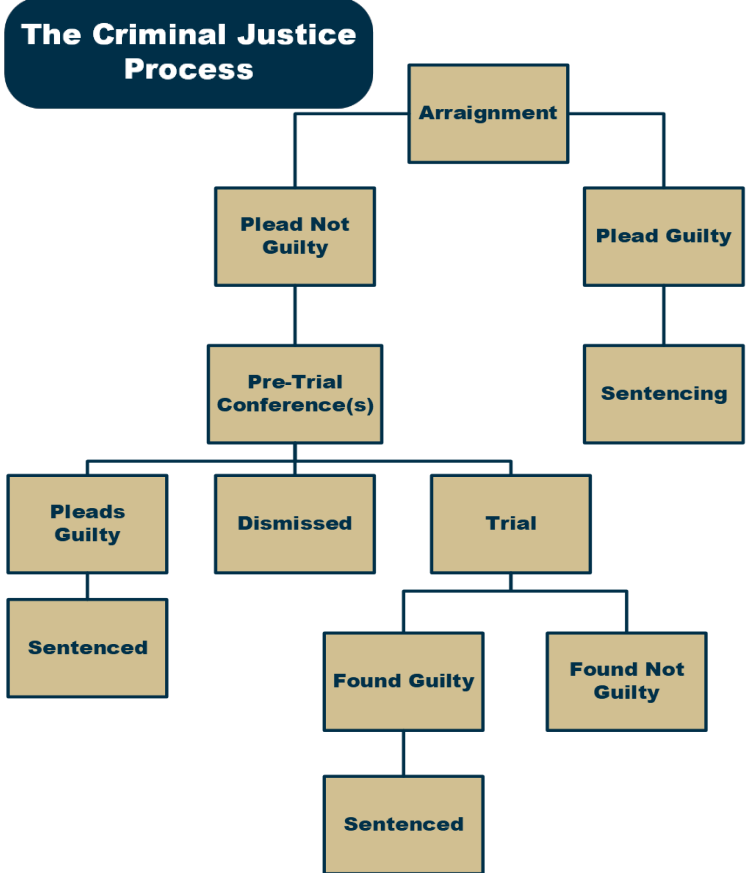 The Criminal Justice
Process
Arraignment
Plead Not
Guilty
Plead Guilty
Pre-Trial
Conference(s)
Sentencing
Pleads
Guilty
Dismissed
Trial
Sentenced
Found Guilty
Found Not
Guilty
Sentenced